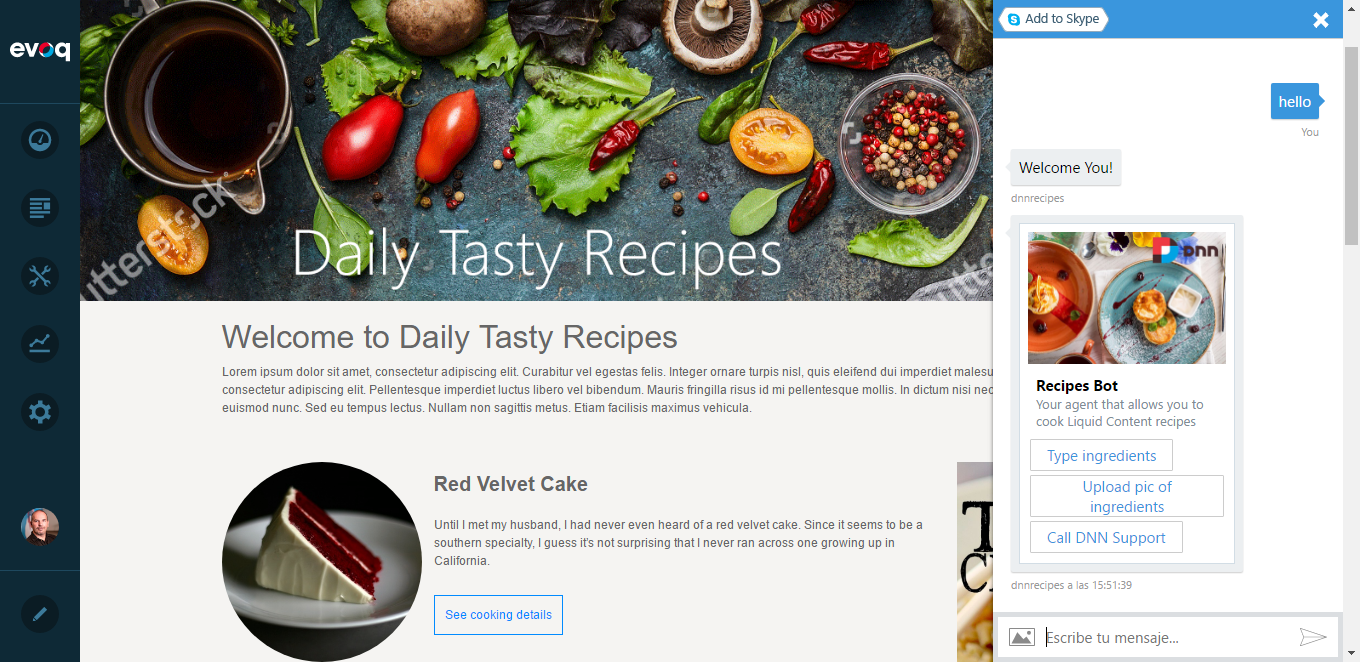 evoq
Daily Tasty Recipes
Welcome to Daily Tasty Recipes
Lorem ipsum dolor sit amet, consectetur adipiscing elit. Curabitur vel egestas felis. Integer ornare turpis nisl, quis eleifend dui imperdiet
consectetur adipiscing elit. Pellentesque imperdiet luctus libero vel bibendum. Mauris fringilla risus id mi pellentesque mollis. In dictum nisi nec
euismod nunc. Sed eu tempus lectus. Nullam non sagittis metus. Etiam facilisis maximus vehicula.
Red Velvet Cake
Until I met my husband, I had never even heard of a red velvet cake. Since it seems to be a
southern specialty, I guess it's not surprising that I never ran across one growing up in
California.
See cooking details
Add to Skype
hello
You
Welcome You!
dnnrecipes
DNN
Recipes Bot
Your agent that allows you to
cook Liquid Content recipes
Type ingredients
Upload pic of
ingredients
Call DNN Support
dnnrecipes a las 15:51:39
Escribe tu mensaje...